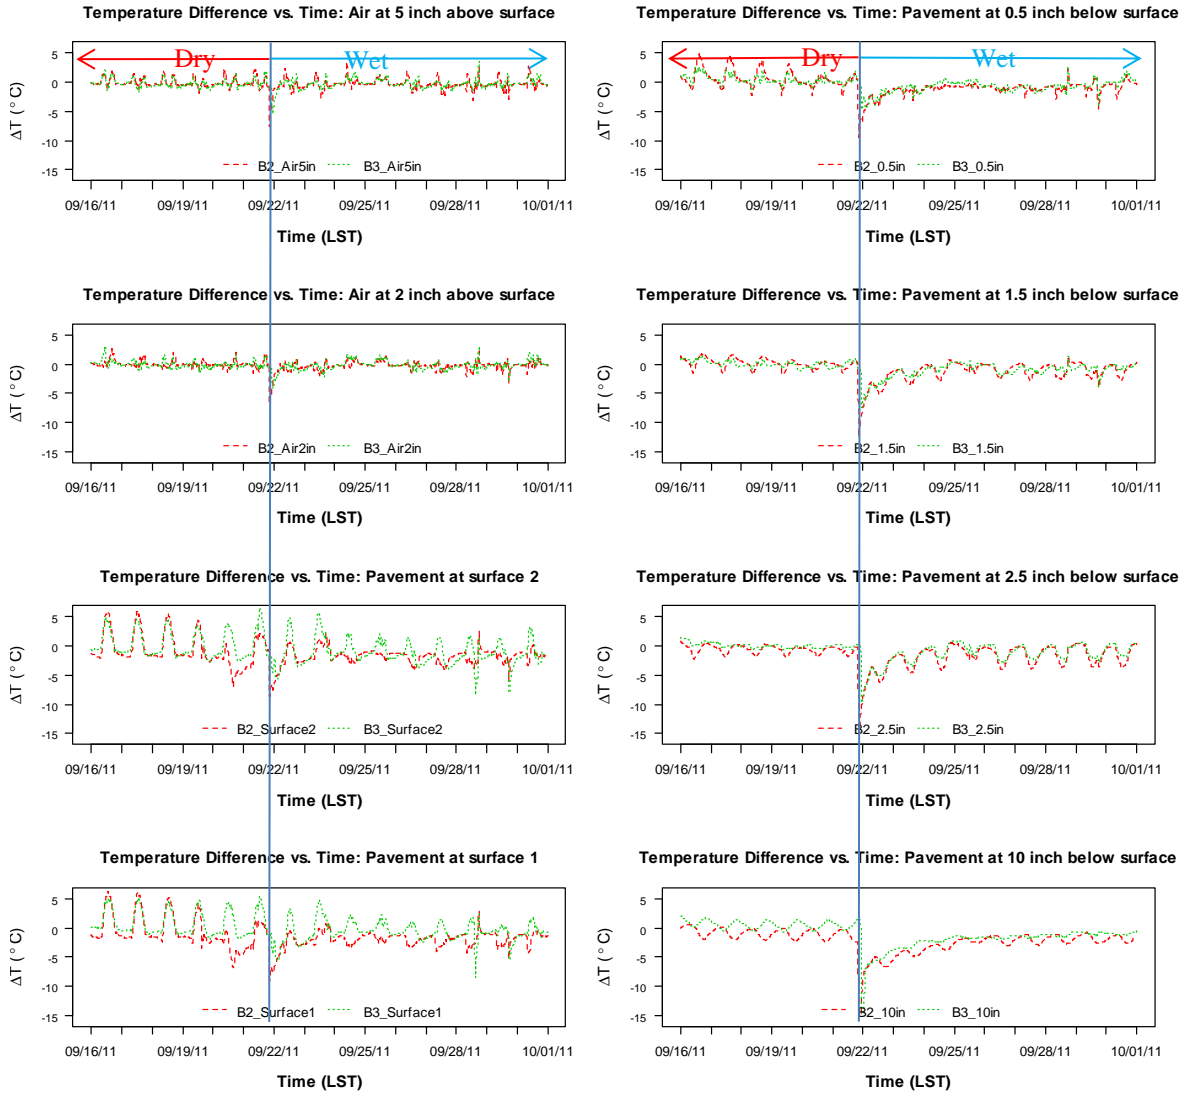 Temperature Difference vs. Time: Air at 5 inch above surface
Dry
Wet
ΔT (° C)
5
0
-5
-10
-15
B2_Air5in
B3_Air5in
09/16/11 09/19/11 09/22/11 09/25/11 09/28/11 10/01/11
Time (LST)
Temperature Difference vs. Time: Pavement at 0.5 inch below surface
Dry
Wet
ΔT (° C)
5
0
-5
-10
-15
B2_0.5in
B3_0.5in
09/16/11 09/19/11 09/22/11 09/25/11 09/28/11 10/01/11
Time (LST)
Temperature Difference vs. Time: Air at 2 inch above surface
ΔT (° C)
5
0
-5
-10
-15
B2_Air2in
B3_Air2in
09/16/11 09/19/11 09/22/11 09/25/11 09/28/11 10/01/11
Time (LST)
Temperature Difference vs. Time: Pavement at 1.5 inch below surface
ΔT (° C)
5
0
-5
-10
-15
B2_1.5in
B3_1.5in
09/16/11 09/19/11 09/22/11 09/25/11 09/28/11 10/01/11
Time (LST)
Temperature Difference vs. Time: Pavement at surface 2
ΔT (° C)
5
0
-5
-10
-15
B2_Surface2
B3_Surface2
09/16/11 09/19/11 09/22/11 09/25/11 09/28/11 10/01/11
Time (LST)
Temperature Difference vs. Time: Pavement at 2.5 inch below surface
ΔT (° C)
5
0
-5
-10
-15
B2_2.5in
B3_2.5in
09/16/11 09/19/11 09/22/11 09/25/11 09/28/11 10/01/11
Time (LST)
Temperature Difference vs. Time: Pavement at surface 1
ΔT (° C)
5
0
-5
-10
-15
B2_Surface1
B3_Surface1
09/16/11 09/19/11 09/22/11 09/25/11 09/28/11 10/01/11
Time (LST)
Temperature Difference vs. Time: Pavement at 10 inch below surface
ΔT (° C)
5
0
-5
-10
-15
B2_10in
B3_10in
09/16/11 09/19/11 09/22/11 09/25/11 09/28/11 10/01/11
Time (LST)